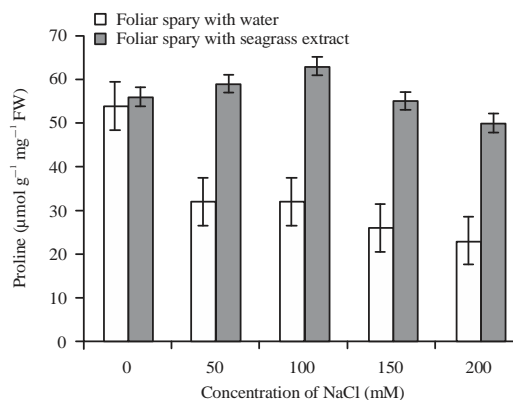 Foliar spary with water
Foliar spary with seagrass extract
Proline (µmol g⁻¹ mg⁻¹ FW)
70
60
50
40
30
20
10
0
0 50 100 150 200
Concentration of NaCl (mM)